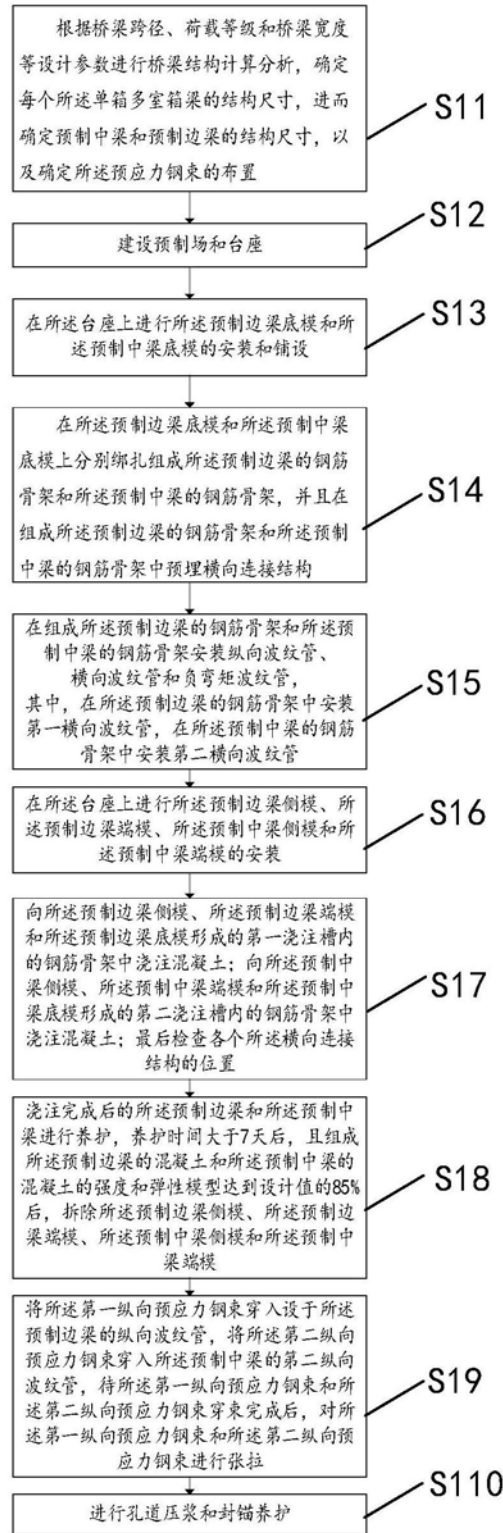 根据桥梁跨径、荷载等级和桥梁宽度
等设计参数进行桥梁结构计算分析，确定
每个所述单箱多室箱梁的结构尺寸，进而
确定预制中梁和预制边梁的结构尺寸，以
及确定所述预应力钢束的布置
S11
建设预制场和台座
S12
在所述台座上进行所述预制边梁底模和所
述预制中梁底模的安装和铺设
S13
在所述预制边梁底模和所述预制中梁
底模上分别绑扎组成所述预制边梁的钢筋
骨架和所述预制中梁的钢筋骨架，并且在
组成所述预制边梁的钢筋骨架和所述预制
中梁的钢筋骨架中预埋横向连接结构
S14
在组成所述预制边梁的钢筋骨架和所述预
制中梁的钢筋骨架安装纵向波纹管、
横向波纹管和负弯矩波纹管，
其中，在所述预制边梁的钢筋骨架中安装
第一横向波纹管，在所述预制中梁的钢筋
骨架中安装第二横向波纹管
S15
在所述台座上进行所述预制边梁侧模、所
述预制边梁端模、所述预制中梁侧模和所
述预制中梁端模的安装
S16
向所述预制边梁侧模、所述预制边梁端模
和所述预制边梁底模形成的第一浇注槽内
的钢筋骨架中浇注混凝土；向所述预制中
梁侧模、所述预制中梁端模和所述预制中
梁底模形成的第二浇注槽内的钢筋骨架中
浇注混凝土；最后检查各个所述横向连接
结构的位置
S17
浇注完成后的所述预制边梁和所述预制中
梁进行养护，养护时间大于7天后，且组成
所述预制边梁的混凝土和所述预制中梁的
混凝土的强度和弹性模型达到设计值的85%
后，拆除所述预制边梁侧模、所述预制边
梁端模、所述预制中梁侧模和所述预制中
梁端模
S18
将所述第一纵向预应力钢束穿入设于所述
预制边梁的纵向波纹管，将所述第二纵向
预应力钢束穿入所述预制中梁的第二纵向
波纹管，待所述第一纵向预应力钢束和所
述第二纵向预应力钢束穿束完成后，对所
述第一纵向预应力钢束和所述第二纵向预
应力钢束进行张拉
S19
进行孔道压浆和封锚养护
S110